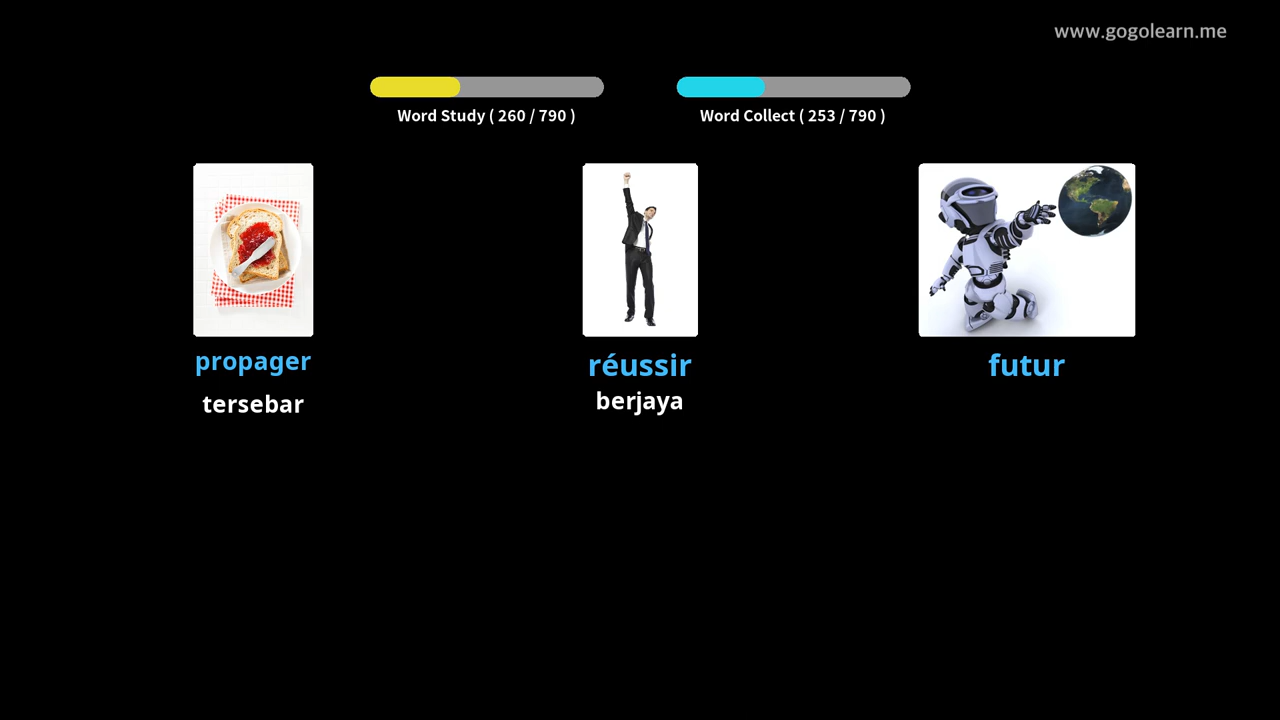 www.gogolearn.me
Word Study ( 260 / 790 )
Word Collect ( 253 / 790 )
propager
tersebar
réussir
berjaya
futur